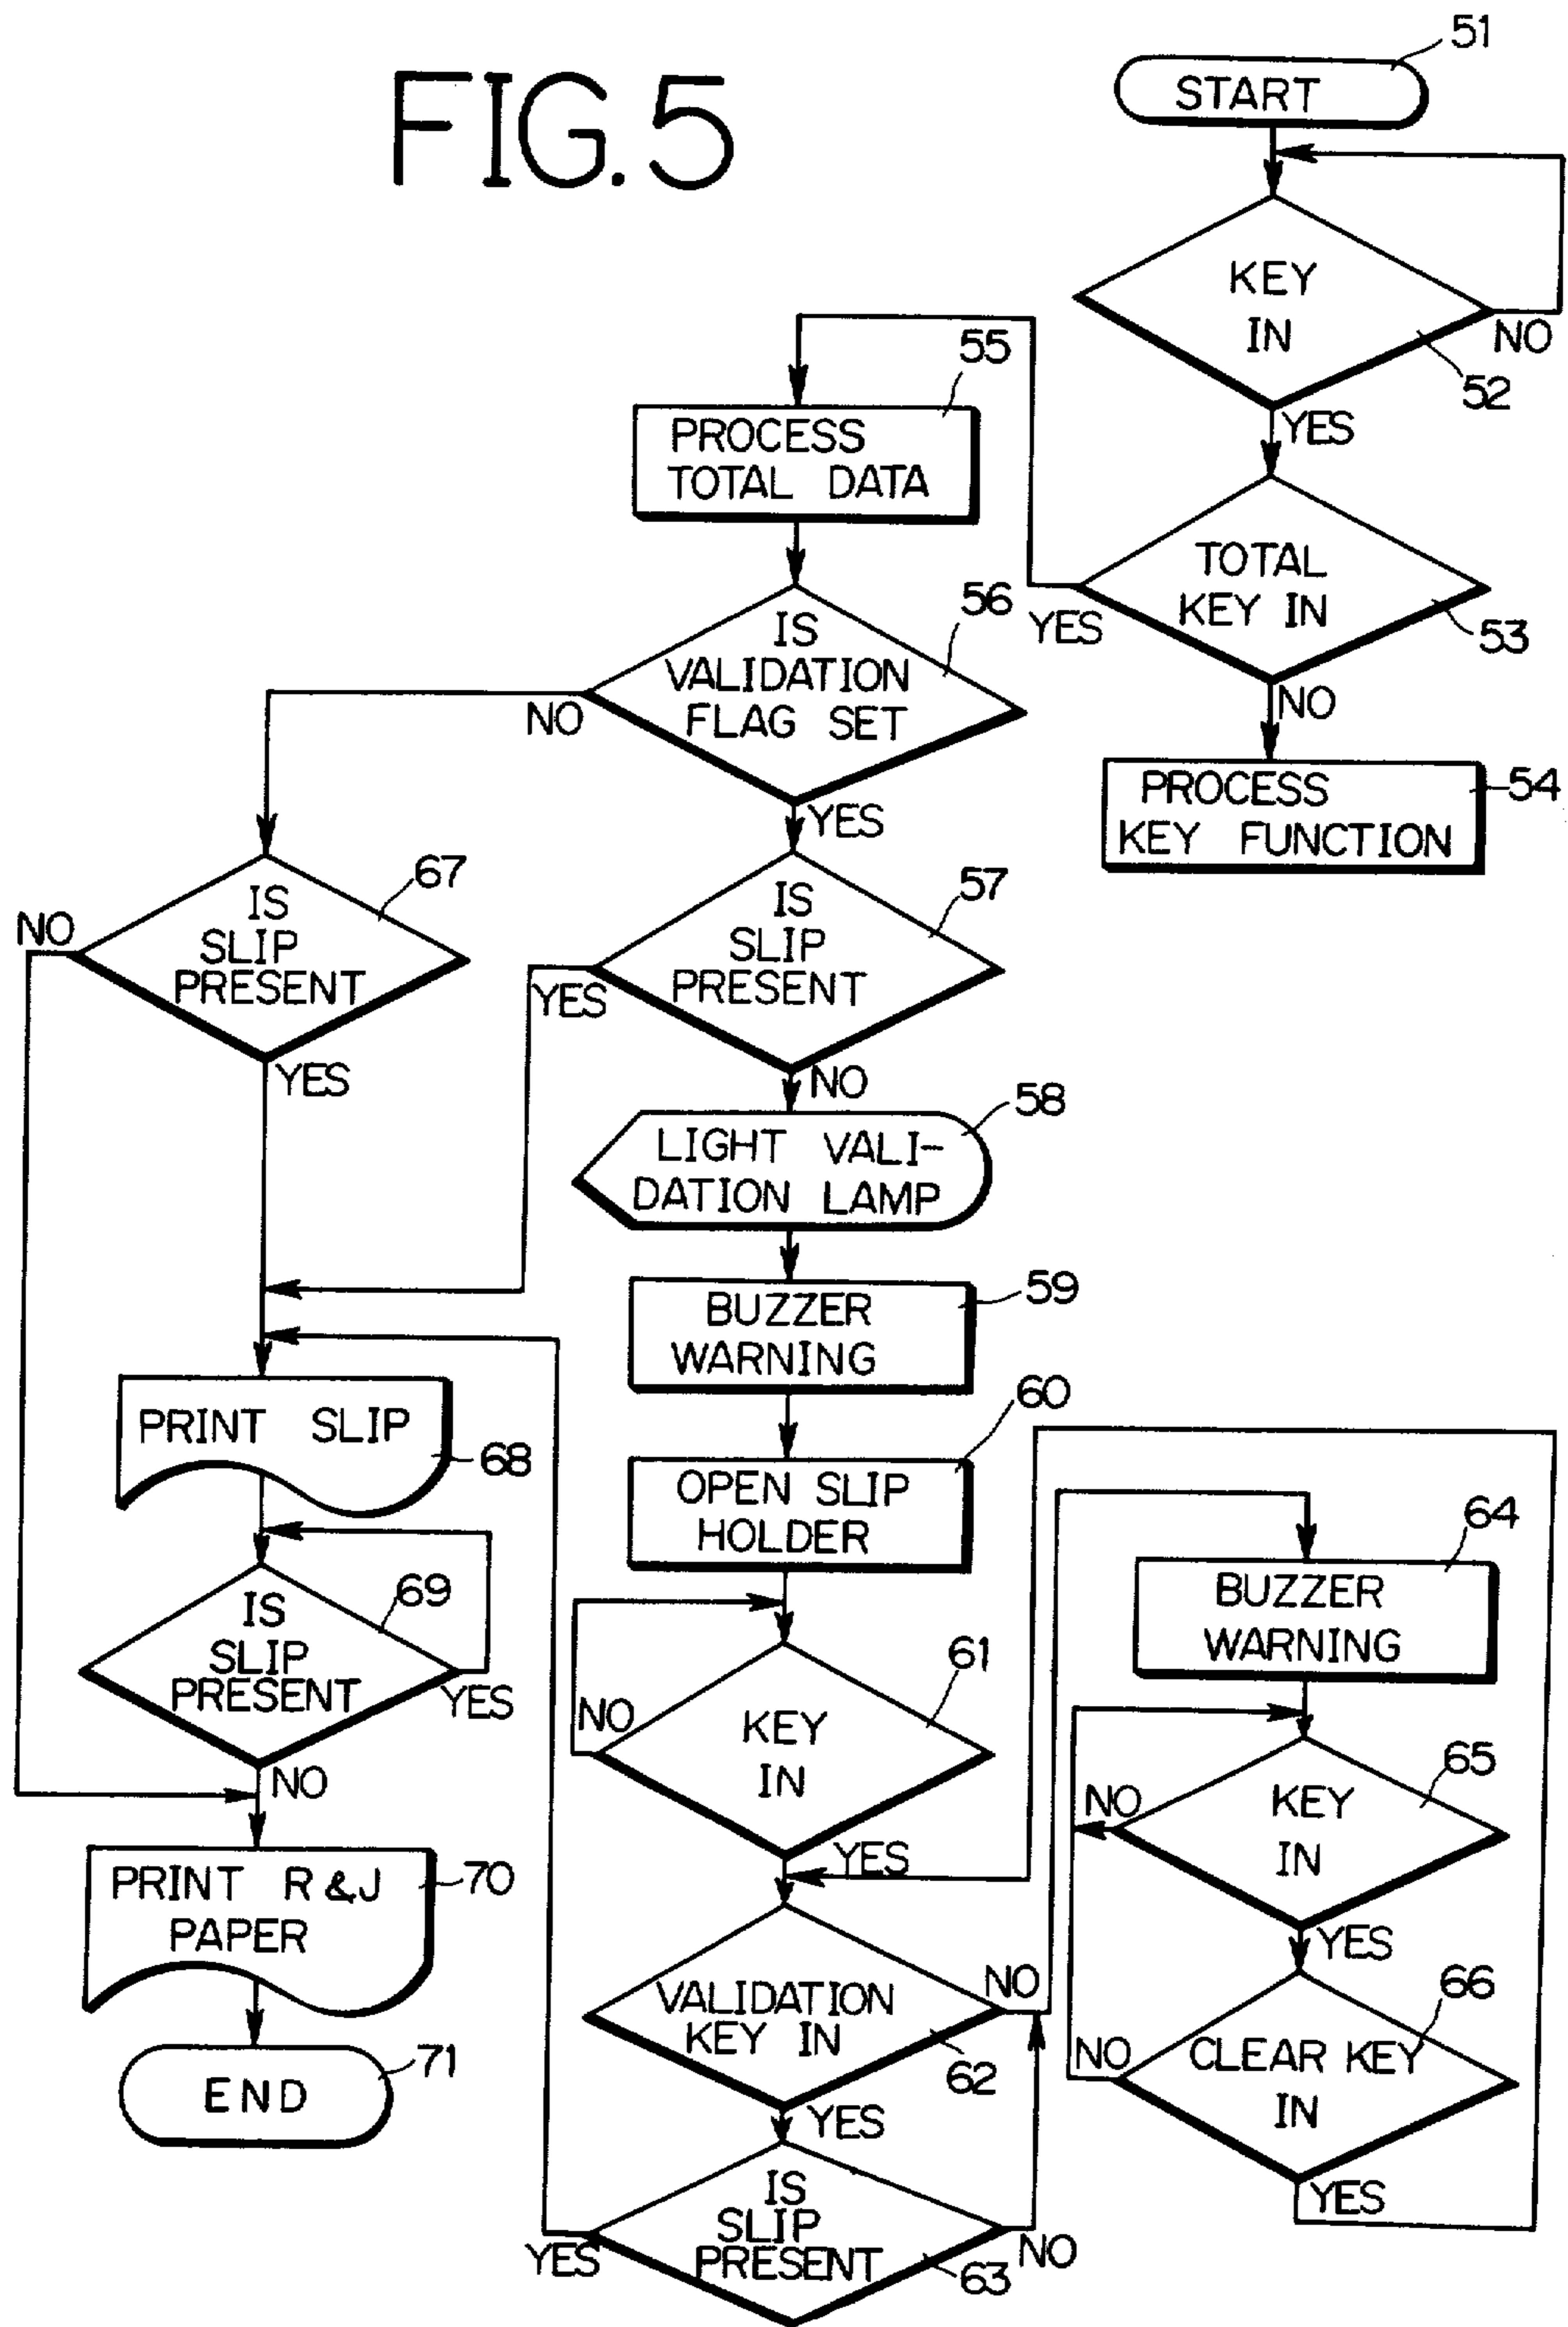 FIG. 5
51
START
KEY
IN
NO
52
YES
TOTAL
KEY IN
YES
53
NO
PROCESS
KEY FUNCTION
54
55
PROCESS
TOTAL DATA
56
IS
VALIDATION
FLAG SET
NO
YES
57
IS
SLIP
PRESENT
YES
NO
58
LIGHT VALI-
DATION LAMP
59
BUZZER
WARNING
60
OPEN SLIP
HOLDER
61
KEY
IN
NO
YES
VALIDATION
KEY IN
NO
62
YES
IS
SLIP
PRESENT
YES
NO
63
64
BUZZER
WARNING
65
KEY
IN
NO
YES
66
CLEAR KEY
IN
NO
YES
67
IS
SLIP
PRESENT
NO
YES
PRINT SLIP
68
69
IS
SLIP
PRESENT
YES
NO
PRINT R & J
PAPER
70
END
71